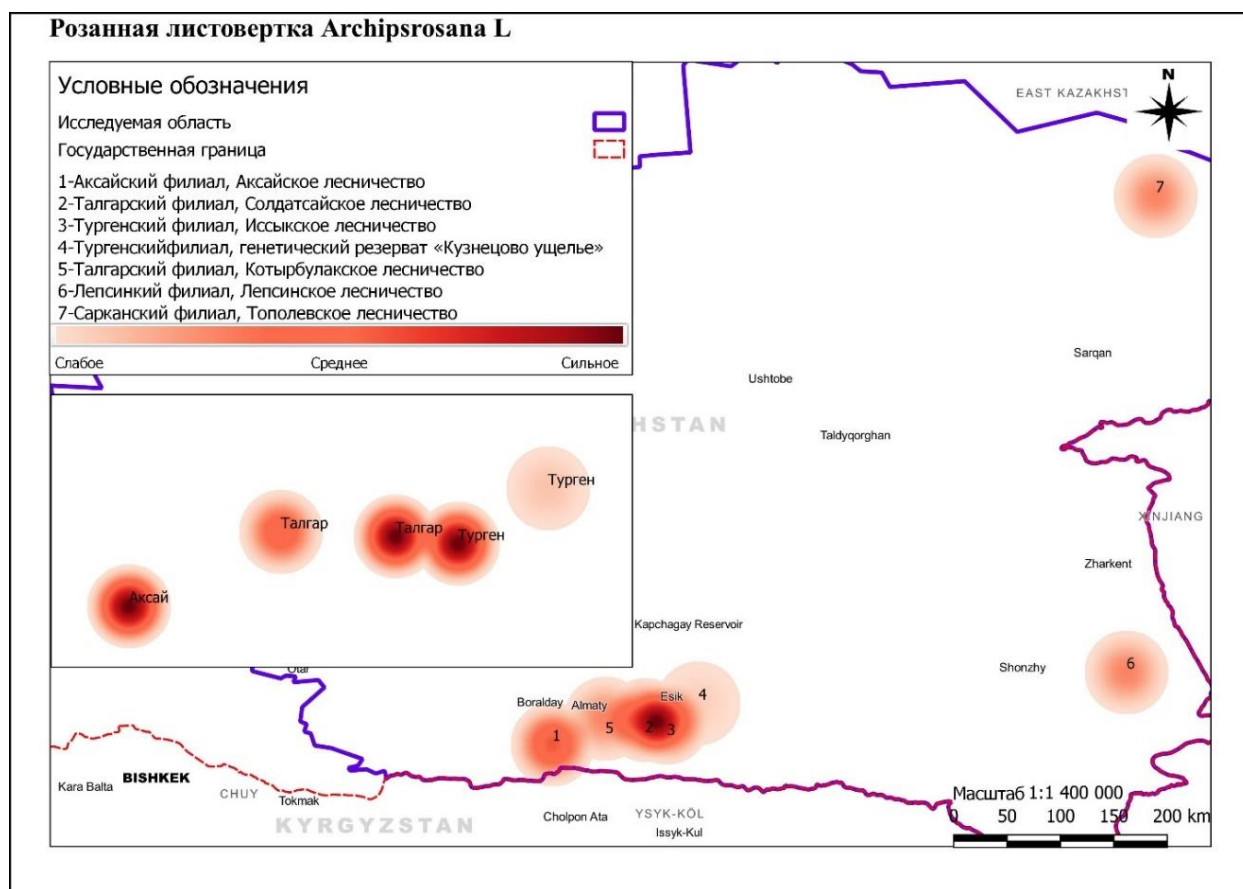 Розанная листовертка Archipsrosana L
Условные обозначения
Исследуемая область
Государственная граница
1-Аксайский филиал, Аксайское лесничество
2-Талгарский филиал, Солдатсайское лесничество
3-Тургенский филиал, Иссыкское лесничество
4-Тургенскийфилиал, генетический резерват «Кузнецово ущелье»
5-Талгарский филиал, Котырбулакское лесничество
6-Лепсинкий филиал, Лепсинское лесничество
7-Сарканский филиал, Тополевское лесничество
Слабое Среднее Сильное
N
EAST KAZAKHST
7
Sarqan
Ushtobe
HSTAN
Taldyqorghan
Турген
Талгар
Талгар
Турген
Аксай
XINJIANG
Zharkent
Kapchagay Reservoir
Shonzhy
6
Otar
Boralday
Almaty
Esik
4
1
5
2
3
Kara Balta
BISHKEK
CHUY
Tokmak
KYRGYZSTAN
Cholpon Ata
YSYK-KÖL
Issyk-Kul
Масштаб 1:1 400 000
0 50 100 150 200 km